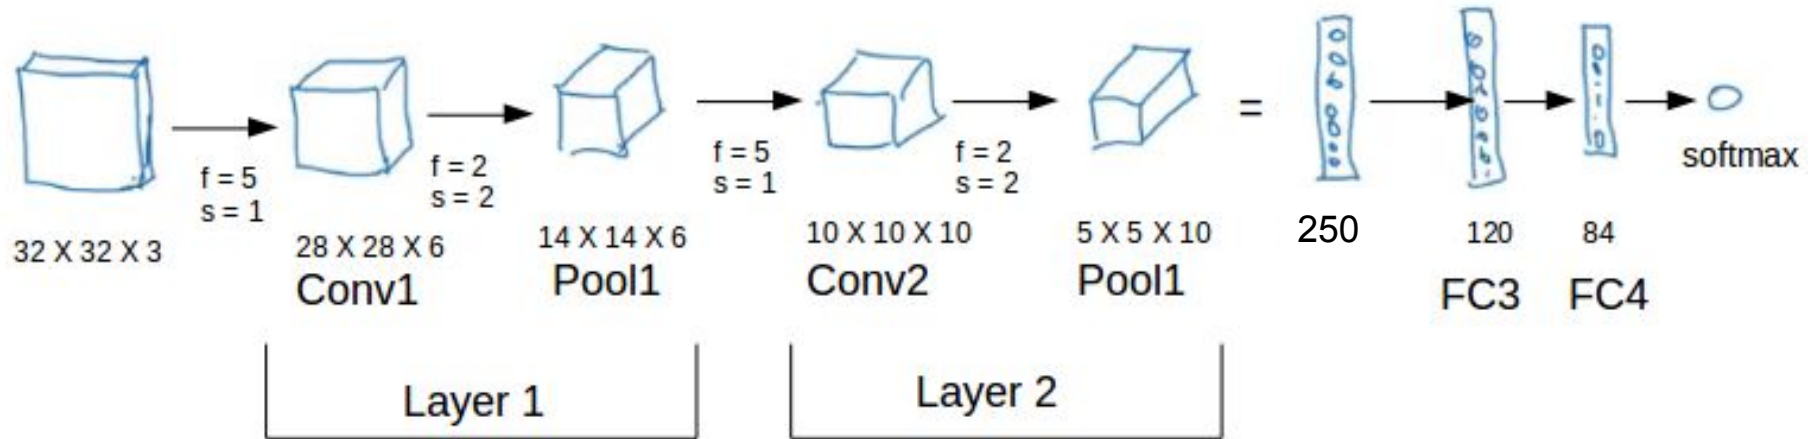 f = 5
s = 1
f = 2
s = 2
f = 5
s = 1
f = 2
s = 2
=
softmax
32 X 32 X 3
28 X 28 X 6
14 X 14 X 6
10 X 10 X 10
5 X 5 X 10
250
120
84
Conv1
Pool1
Conv2
Pool1
FC3
FC4
Layer 1
Layer 2